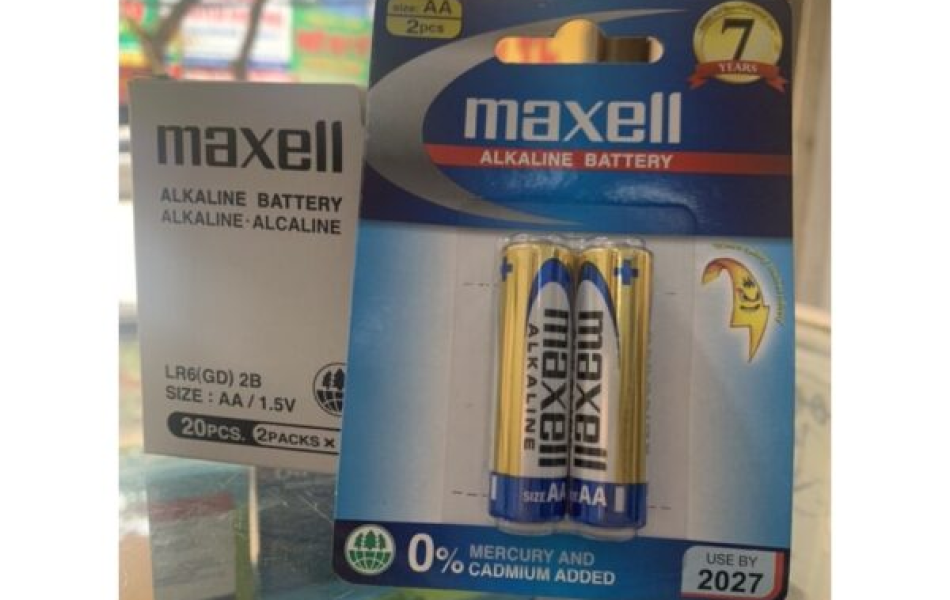 maxell
ALKALINE BATTERY
ALKALINE·ALCALINE
LR6(GD) 2B
SIZE : AA / 1.5V
20PCS. 2PACKS ×
size: AA
2pcs
7
YEARS
maxell
ALKALINE BATTERY
+
maxell
ALKALINE
SIZE AA
+
maxell
AA
0% MERCURY AND
CADMIUM ADDED
USE BY
2027